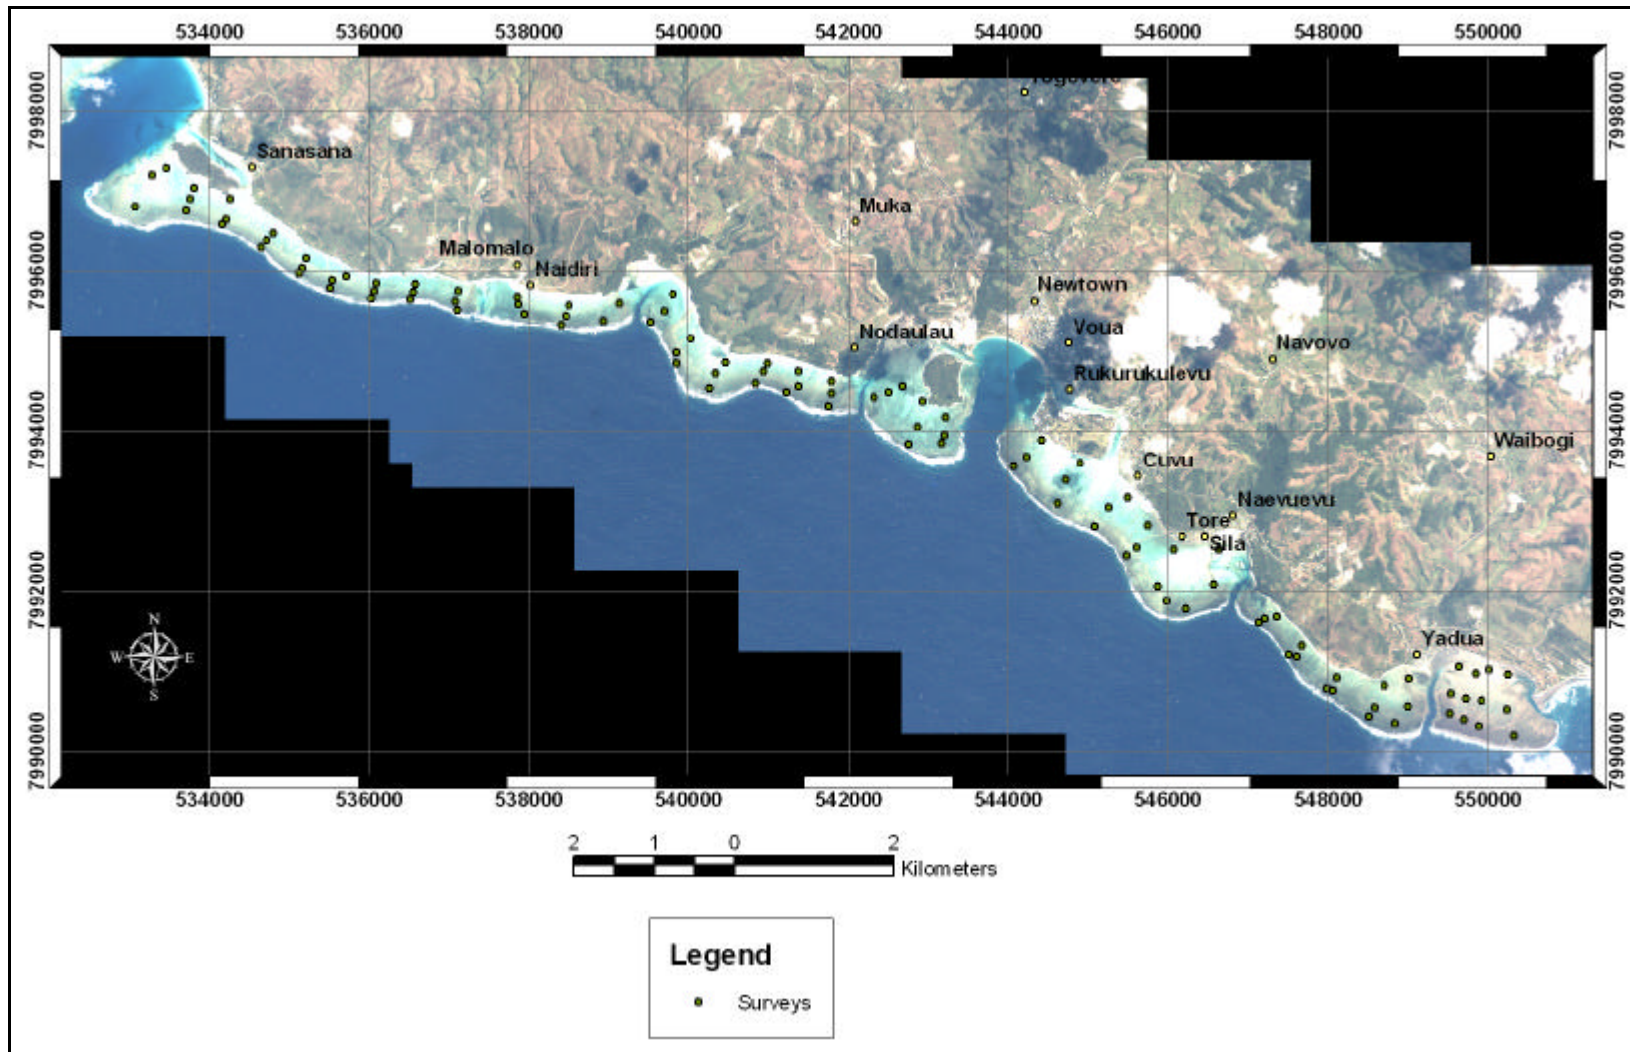 534000 536000 538000 540000 542000 544000 546000 548000 550000
7998000 7998000
Sanasana
Muka
Malomalo
Naidiri
7996000 7996000
Newtown
Nodaulau
Voua
Navovo
Rukurukulevu
7994000 7994000
Waibogi
Cuvu
Naevuevu
Tore
Sila
7992000 7992000
N
W E
S
Yadua
7990000 7990000
534000 536000 538000 540000 542000 544000 546000 548000 550000
2 1 0 2
Kilometers
Legend
Surveys